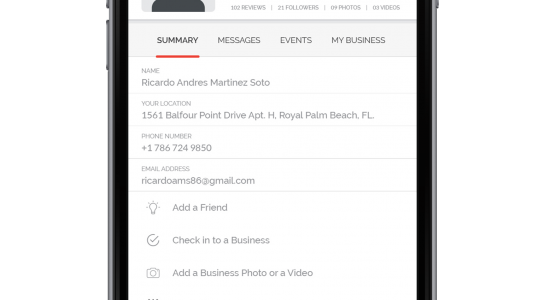 102 REVIEWS | 21 FOLLOWERS | 09 PHOTOS | 03 VIDEOS
SUMMARY MESSAGES EVENTS MY BUSINESS
NAME
Ricardo Andres Martinez Soto
YOUR LOCATION
1561 Balfour Point Drive Apt. H, Royal Palm Beach, FL,
PHONE NUMBER
+1 786 724 9850
EMAIL ADDRESS
ricardoams86@gmail.com
Add a Friend
Check in to a Business
Add a Business Photo or a Video